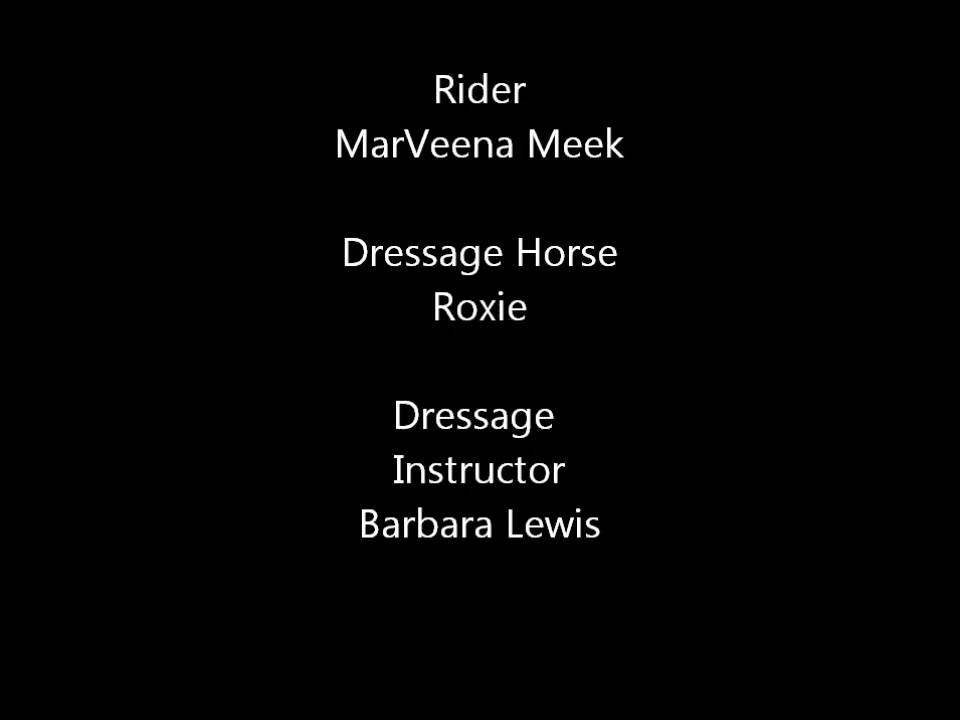 Rider
MarVeena Meek
Dressage Horse
Roxie
Dressage
Instructor
Barbara Lewis